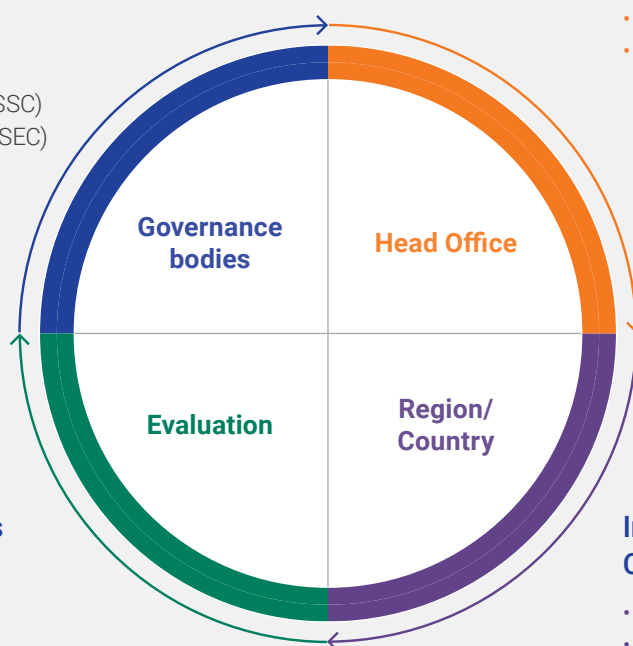 SSC)
SEC)
Governance
bodies
Head Office
Evaluation
Region/
Country